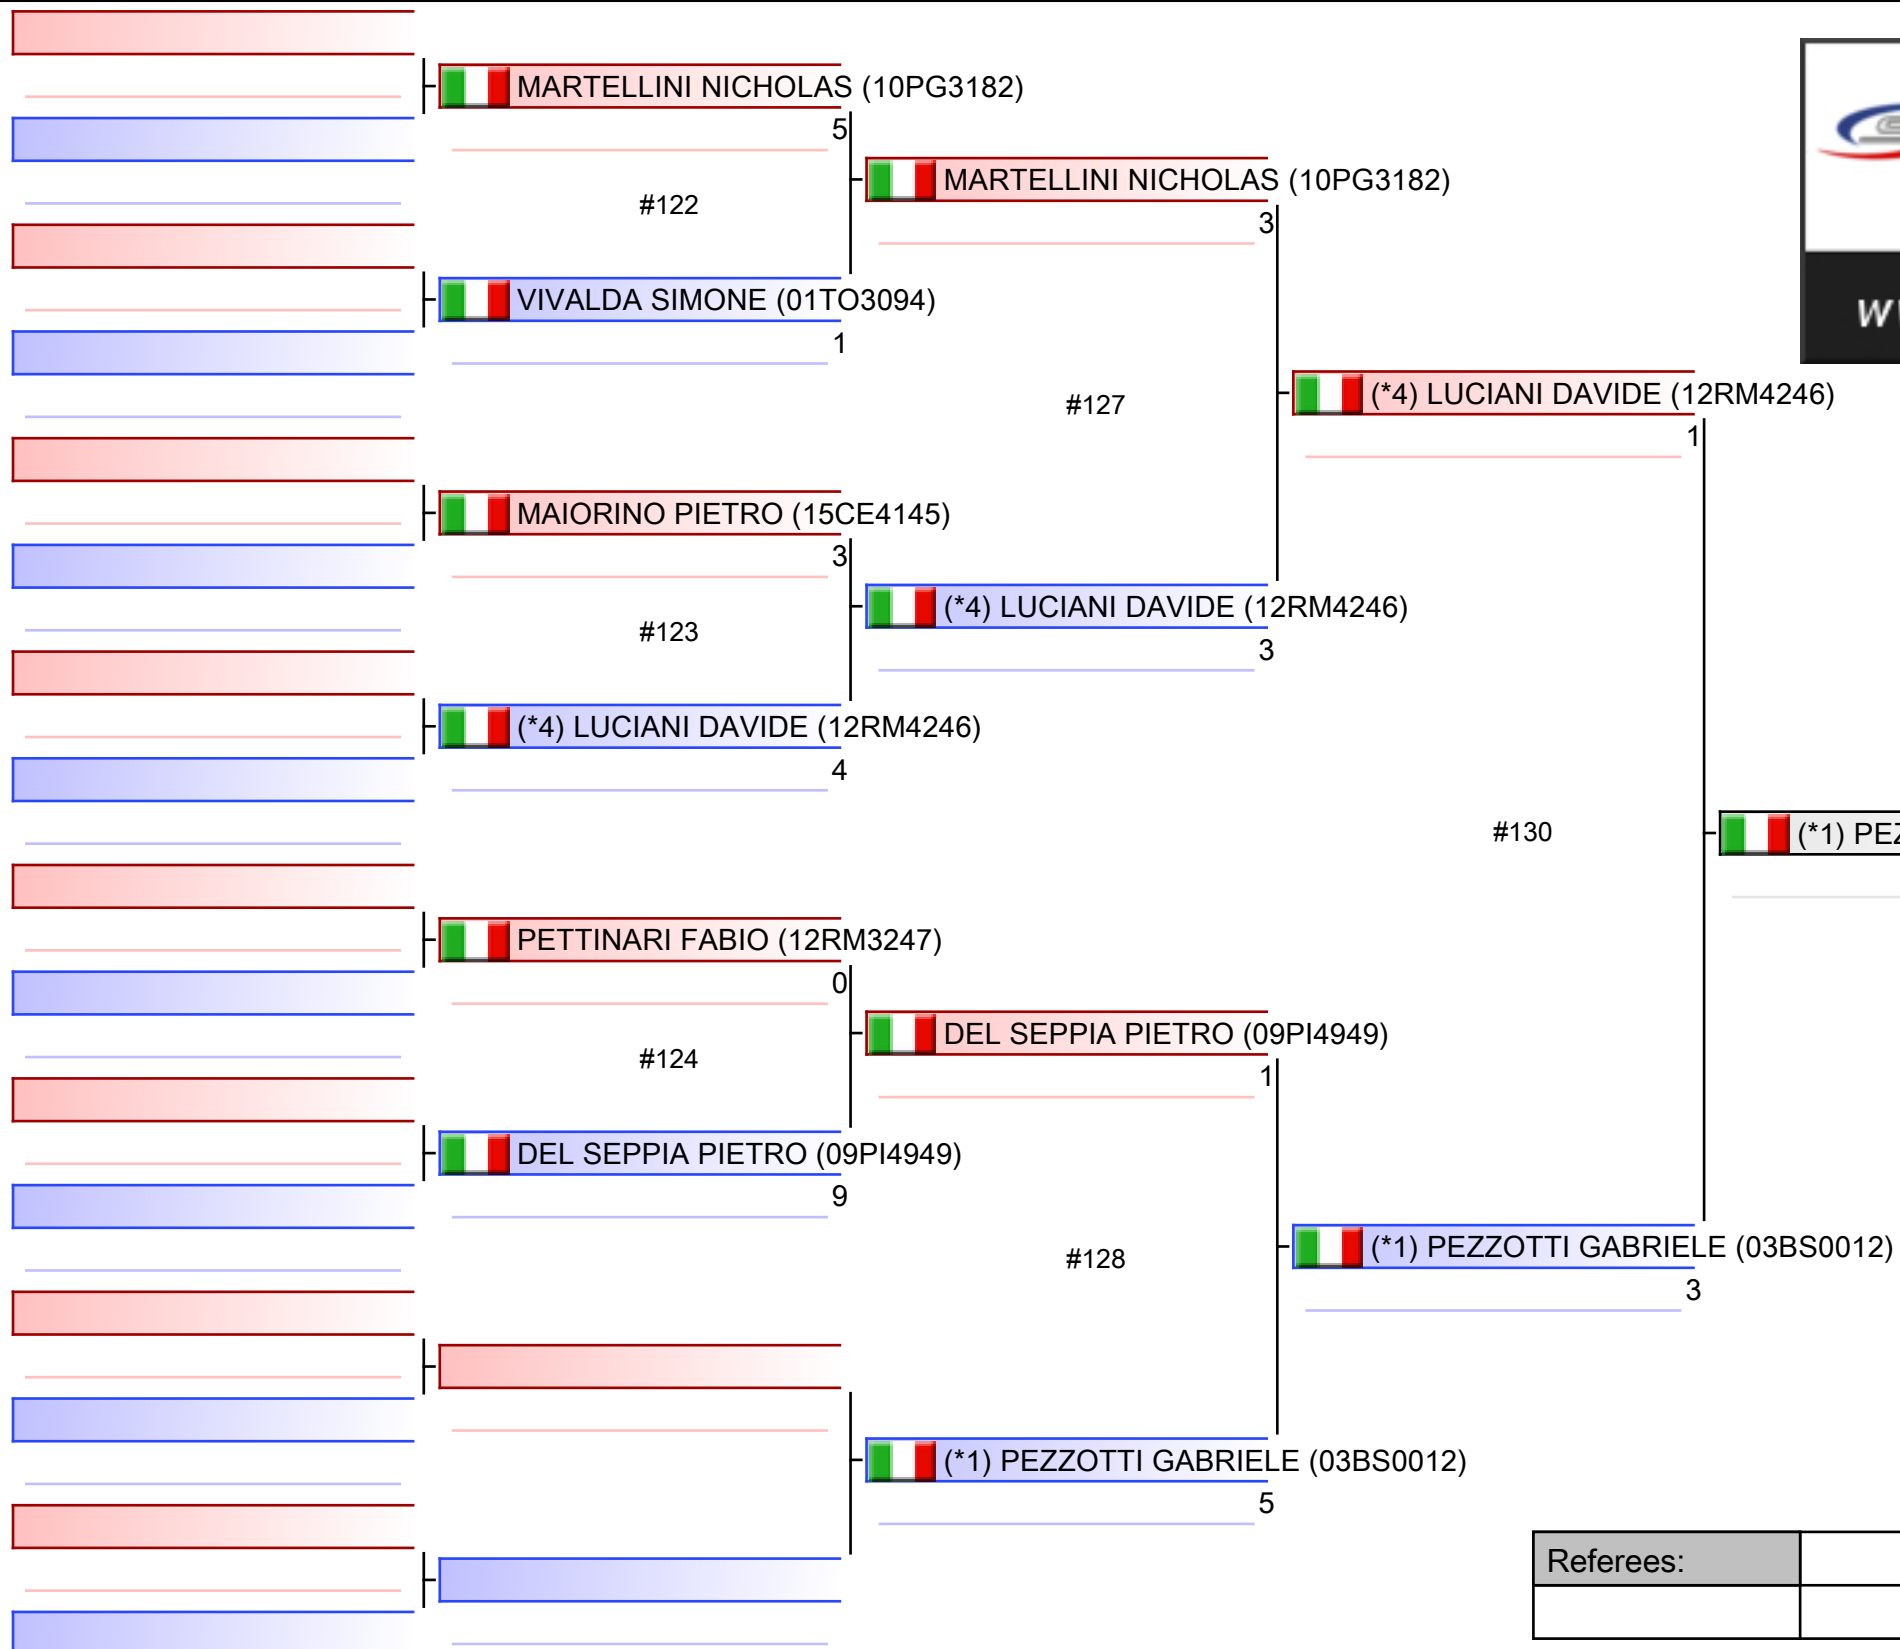 MARTELLINI NICHOLAS (10PG3182)
5
#122
VIVALDA SIMONE (01TO3094)
1
MAIORINO PIETRO (15CE4145)
3
#123
(*4) LUCIANI DAVIDE (12RM4246)
4
PETTINARI FABIO (12RM3247)
0
#124
DEL SEPPIA PIETRO (09PI4949)
9
MARTELLINI NICHOLAS (10PG3182)
3
#127
(*4) LUCIANI DAVIDE (12RM4246)
3
DEL SEPPIA PIETRO (09PI4949)
1
#128
(*1) PEZZOTTI GABRIELE (03BS0012)
5
(*4) LUCIANI DAVIDE (12RM4246)
1
#130
(*1) PEZZOTTI GABRIELE (03BS0012)
3
(*1)
Referees: